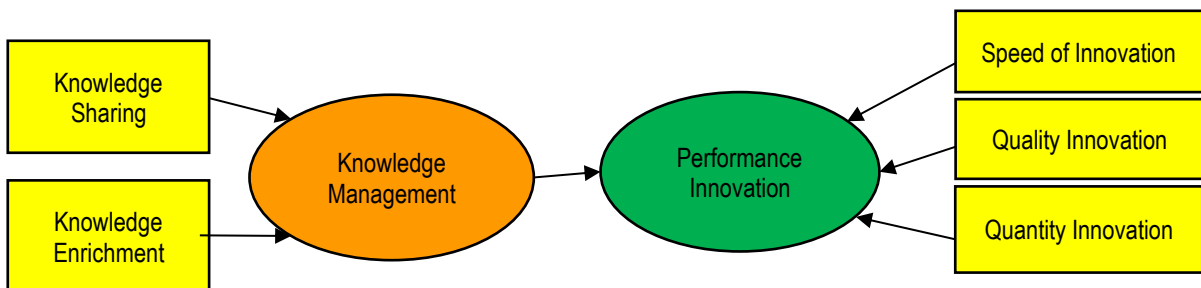 Knowledge
Sharing
Knowledge
Enrichment
Knowledge
Management
Performance
Innovation
Speed of Innovation
Quality Innovation
Quantity Innovation